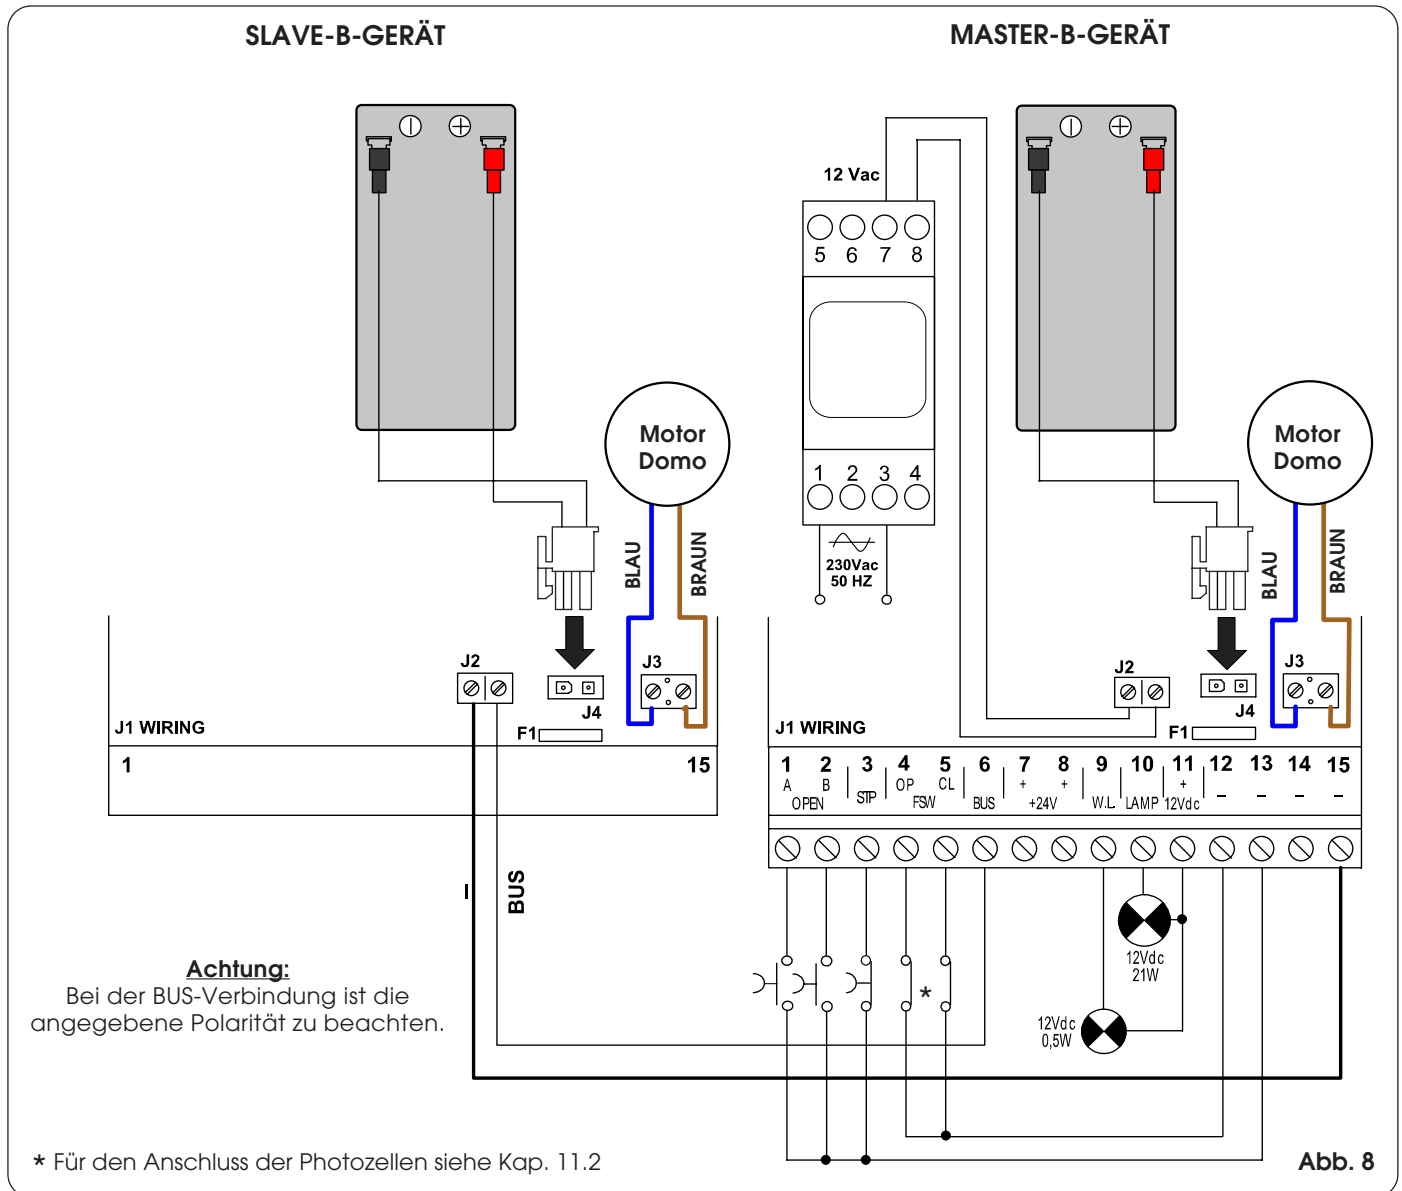 SLAVE-B-GERÄT
MASTER-B-GERÄT
12 Vac
5 6 7 8
1 2 3 4
230Vac
50 HZ
Motor
Domo
Motor
Domo
BLAU
BRAUN
BLAU
BRAUN
J2
J3
J4
F1
J1 WIRING
1
15
J2
J3
J4
F1
J1 WIRING
1 2 3 4 5 6 7 8 9 10 11 12 13 14 15
A B OP CL + + + – – – –
OPEN STP FSW BUS +24V W.L. LAMP 12Vdc
–
BUS
12Vdc
21W
12Vdc
0,5W
*
Achtung:
Bei der BUS-Verbindung ist die
angegebene Polarität zu beachten.
* Für den Anschluss der Photozellen siehe Kap. 11.2
Abb. 8